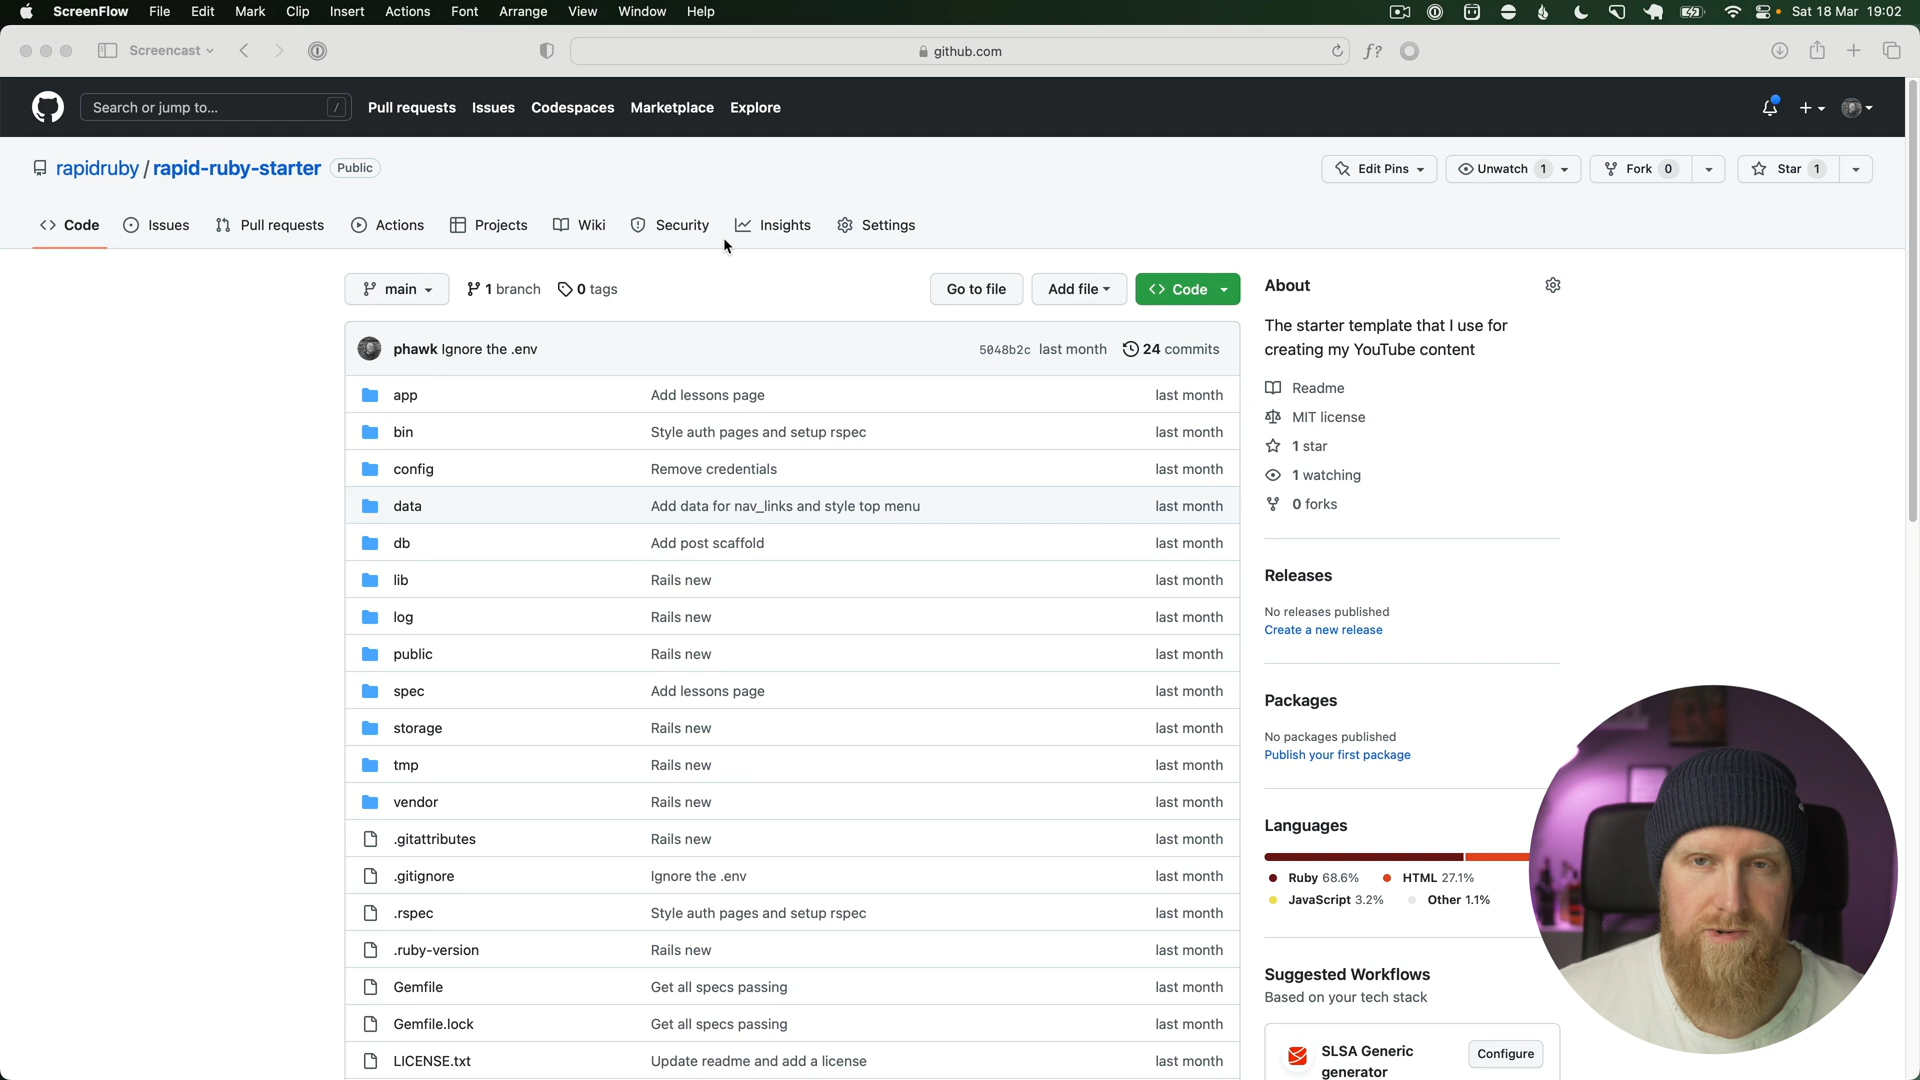 ScreenFlow File Edit Mark Clip Insert Actions Font Arrange View Window Help Sat 18 Mar 19:02
Screencast github.com f?
Search or jump to... / Pull requests Issues Codespaces Marketplace Explore
rapidruby / rapid-ruby-starter Public Edit Pins Unwatch 1 Fork 0 Star 1
Code Issues Pull requests Actions Projects Wiki Security Insights Settings
main 1 branch 0 tags Go to file Add file Code
phawk Ignore the .env 5048b2c last month 24 commits
app Add lessons page last month
bin Style auth pages and setup rspec last month
config Remove credentials last month
data Add data for nav_links and style top menu last month
db Add post scaffold last month
lib Rails new last month
log Rails new last month
public Rails new last month
spec Add lessons page last month
storage Rails new last month
tmp Rails new last month
vendor Rails new last month
.gitattributes Rails new last month
.gitignore Ignore the .env last month
.rspec Style auth pages and setup rspec last month
.ruby-version Rails new last month
Gemfile Get all specs passing last month
Gemfile.lock Get all specs passing last month
LICENSE.txt Update readme and add a license last month
About
The starter template that I use for
creating my YouTube content
Readme
MIT license
1 star
1 watching
0 forks
Releases
No releases published
Create a new release
Packages
No packages published
Publish your first package
Languages
Ruby 68.6% HTML 27.1%
JavaScript 3.2% Other 1.1%
Suggested Workflows
Based on your tech stack
SLSA Generic
generator
Configure